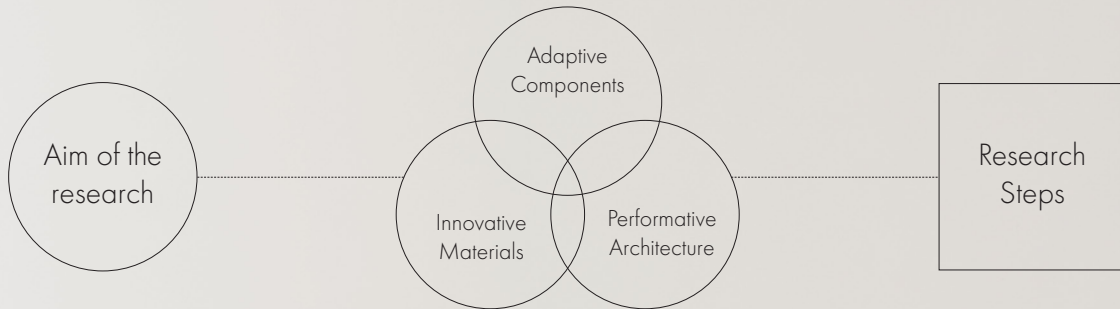 Aim of the
research
Adaptive
Components
Innovative
Materials
Performative
Architecture
Research
Steps